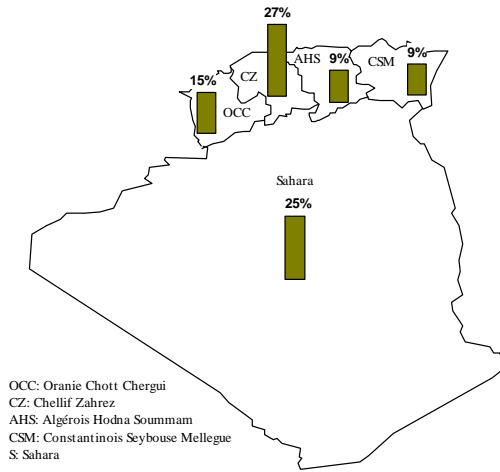 27%
AHS
9%
CSM
9%
CZ
15%
OCC
Sahara
25%
OCC: Oranie Chott Chergui
CZ: Chellif Zahrez
AHS: Algérois Hodna Soummam
CSM: Constantinois Seybouse Mellegue
S: Sahara